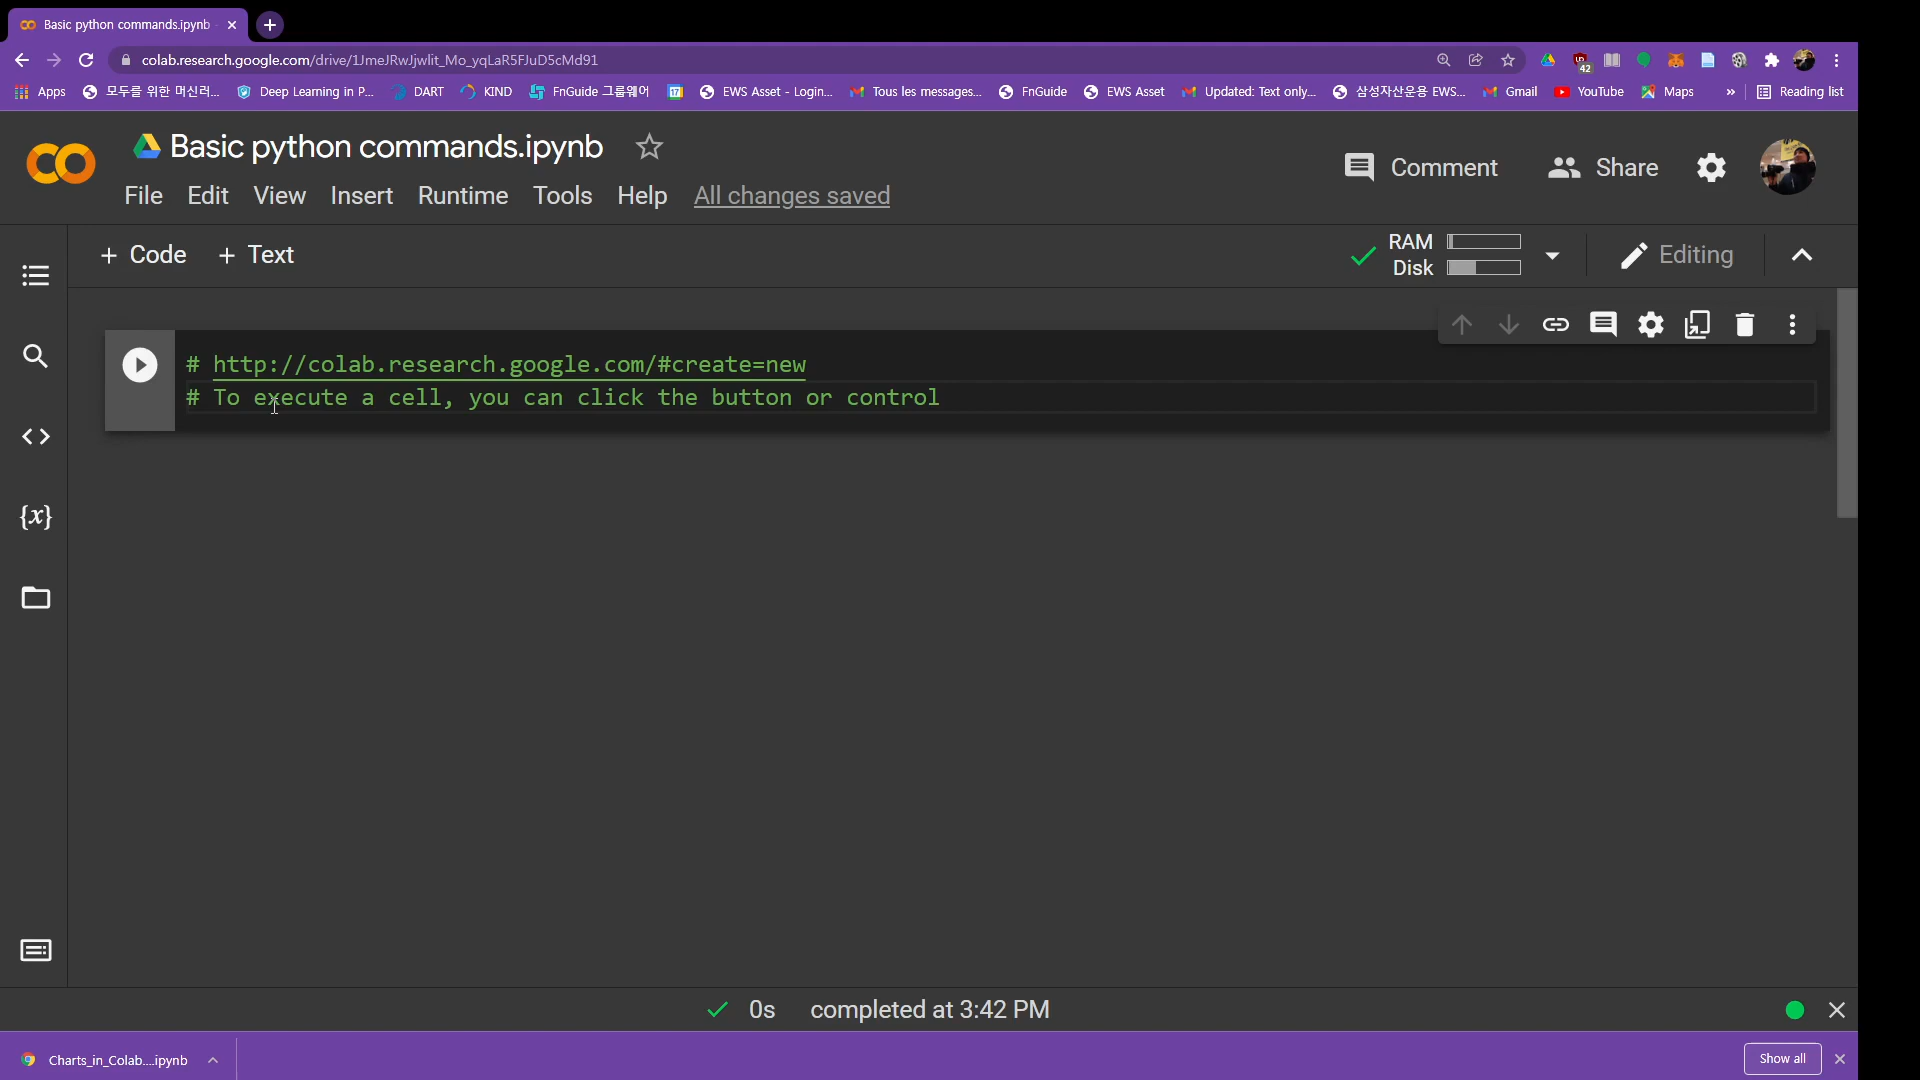 Basic python commands.ipynb
colab.research.google.com/drive/1JmeJRwJjwlit_Mo_yqLaR5FJuD5cMd91
42
Apps
모두를 위한 머신러...
Deep Learning in P...
DART
KIND
FnGuide 그룹웨어
17
EWS Asset - Login...
Tous les messages...
FnGuide
EWS Asset
Updated: Text only...
삼성자산운용 EWS...
Gmail
YouTube
Maps
»
Reading list
Basic python commands.ipynb
Comment
Share
File Edit View Insert Runtime Tools Help All changes saved
+ Code + Text
RAM
Disk
Editing
# http://colab.research.google.com/#create=new
# To execute a cell, you can click the button or control
{x}
0s completed at 3:42 PM
Charts_in_Colab....ipynb
Show all